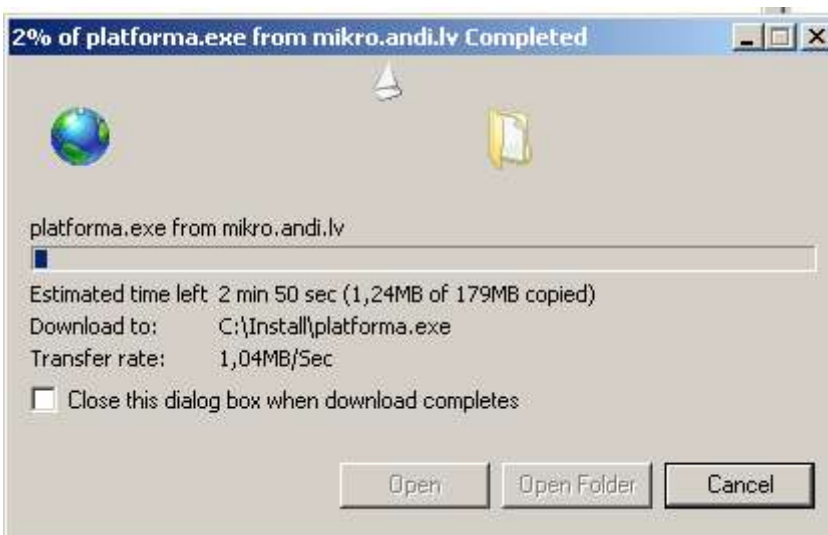 2% of platforma.exe from mikro.andi.lv Completed
platforma.exe from mikro.andi.lv
Estimated time left 2 min 50 sec (1,24MB of 179MB copied)
Download to: C:\Install\platforma.exe
Transfer rate: 1,04MB/Sec
Close this dialog box when download completes
Open Open Folder Cancel